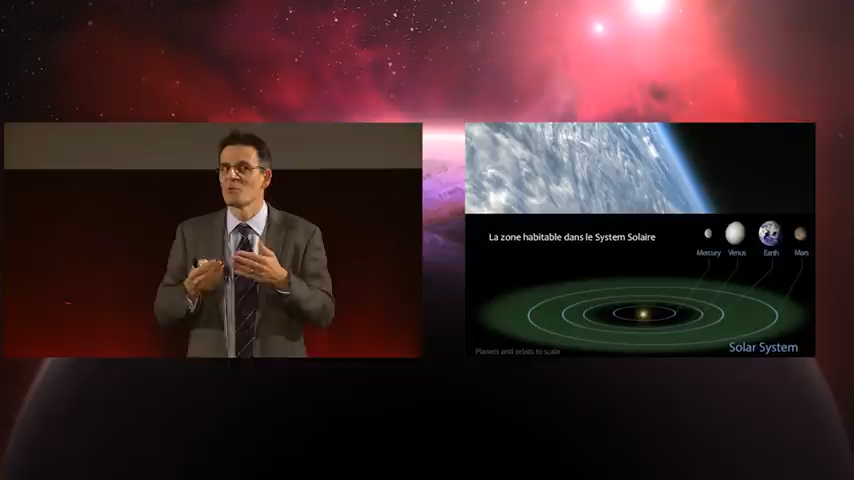 La zone habitable dans le System Solaire
Mercury Venus Earth Mars
Planets and orbits to scale
Solar System